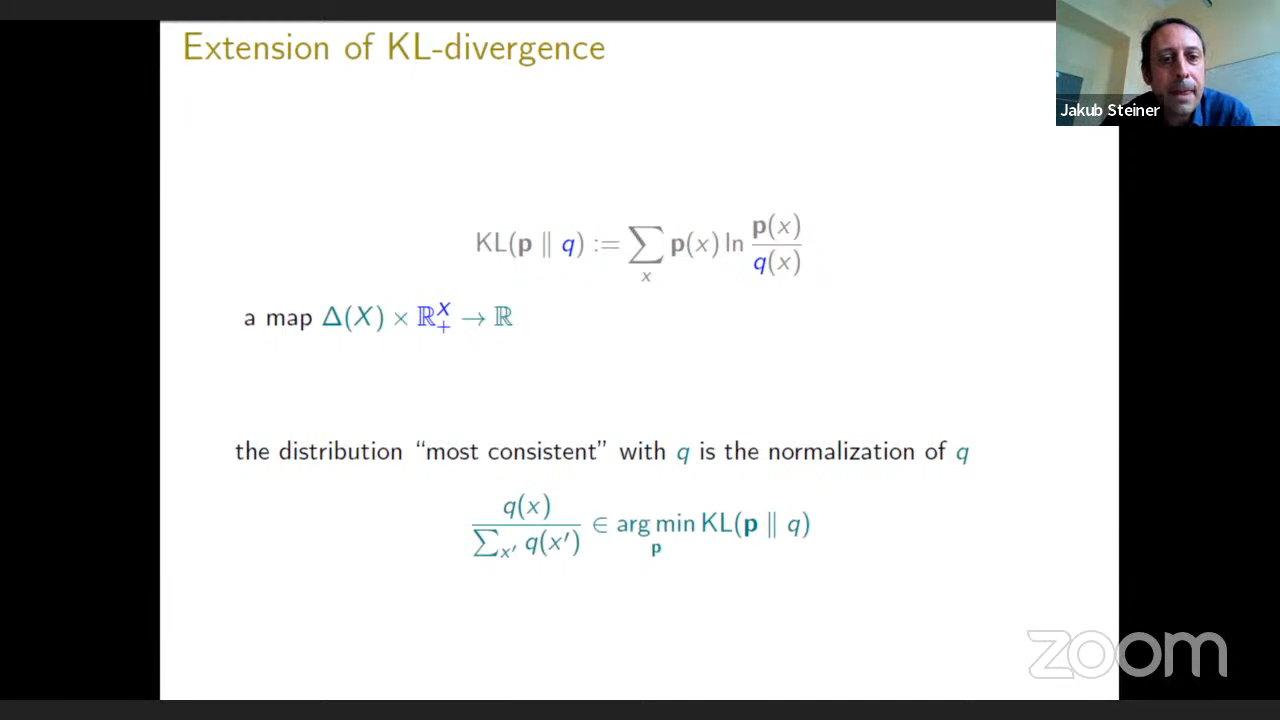 Extension of KL-divergence
Jakub Steiner
KL(p ∥ q) := ∑ₓ p(x) ln p(x)/q(x)
a map Δ(X) × ℝ₊ˣ → ℝ
the distribution “most consistent” with q is the normalization of q
q(x)/∑ₓ′ q(x′) ∈ arg minₚ KL(p ∥ q)
zoom